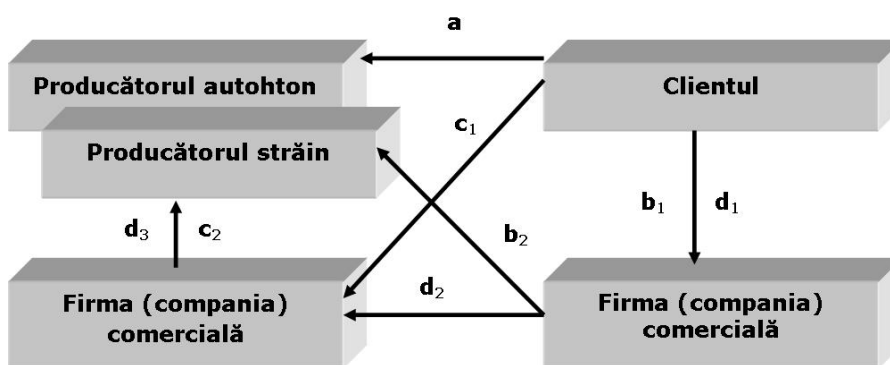 a
Producătorul autohton
Clientul
c₁
Producătorul străin
b₁ d₁
d₃ c₂
b₂
d₂
Firma (compania)
comercială
Firma (compania)
comercială